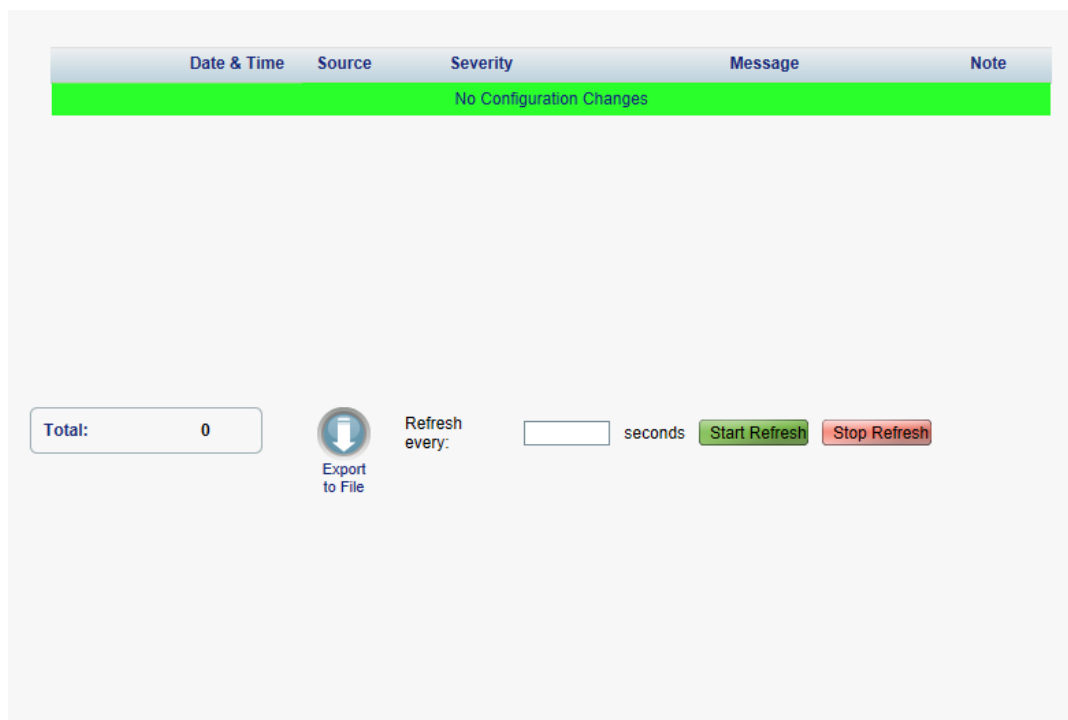 Date & Time Source Severity Message Note
No Configuration Changes
Total: 0
Export
to File
Refresh
every:
seconds Start Refresh Stop Refresh